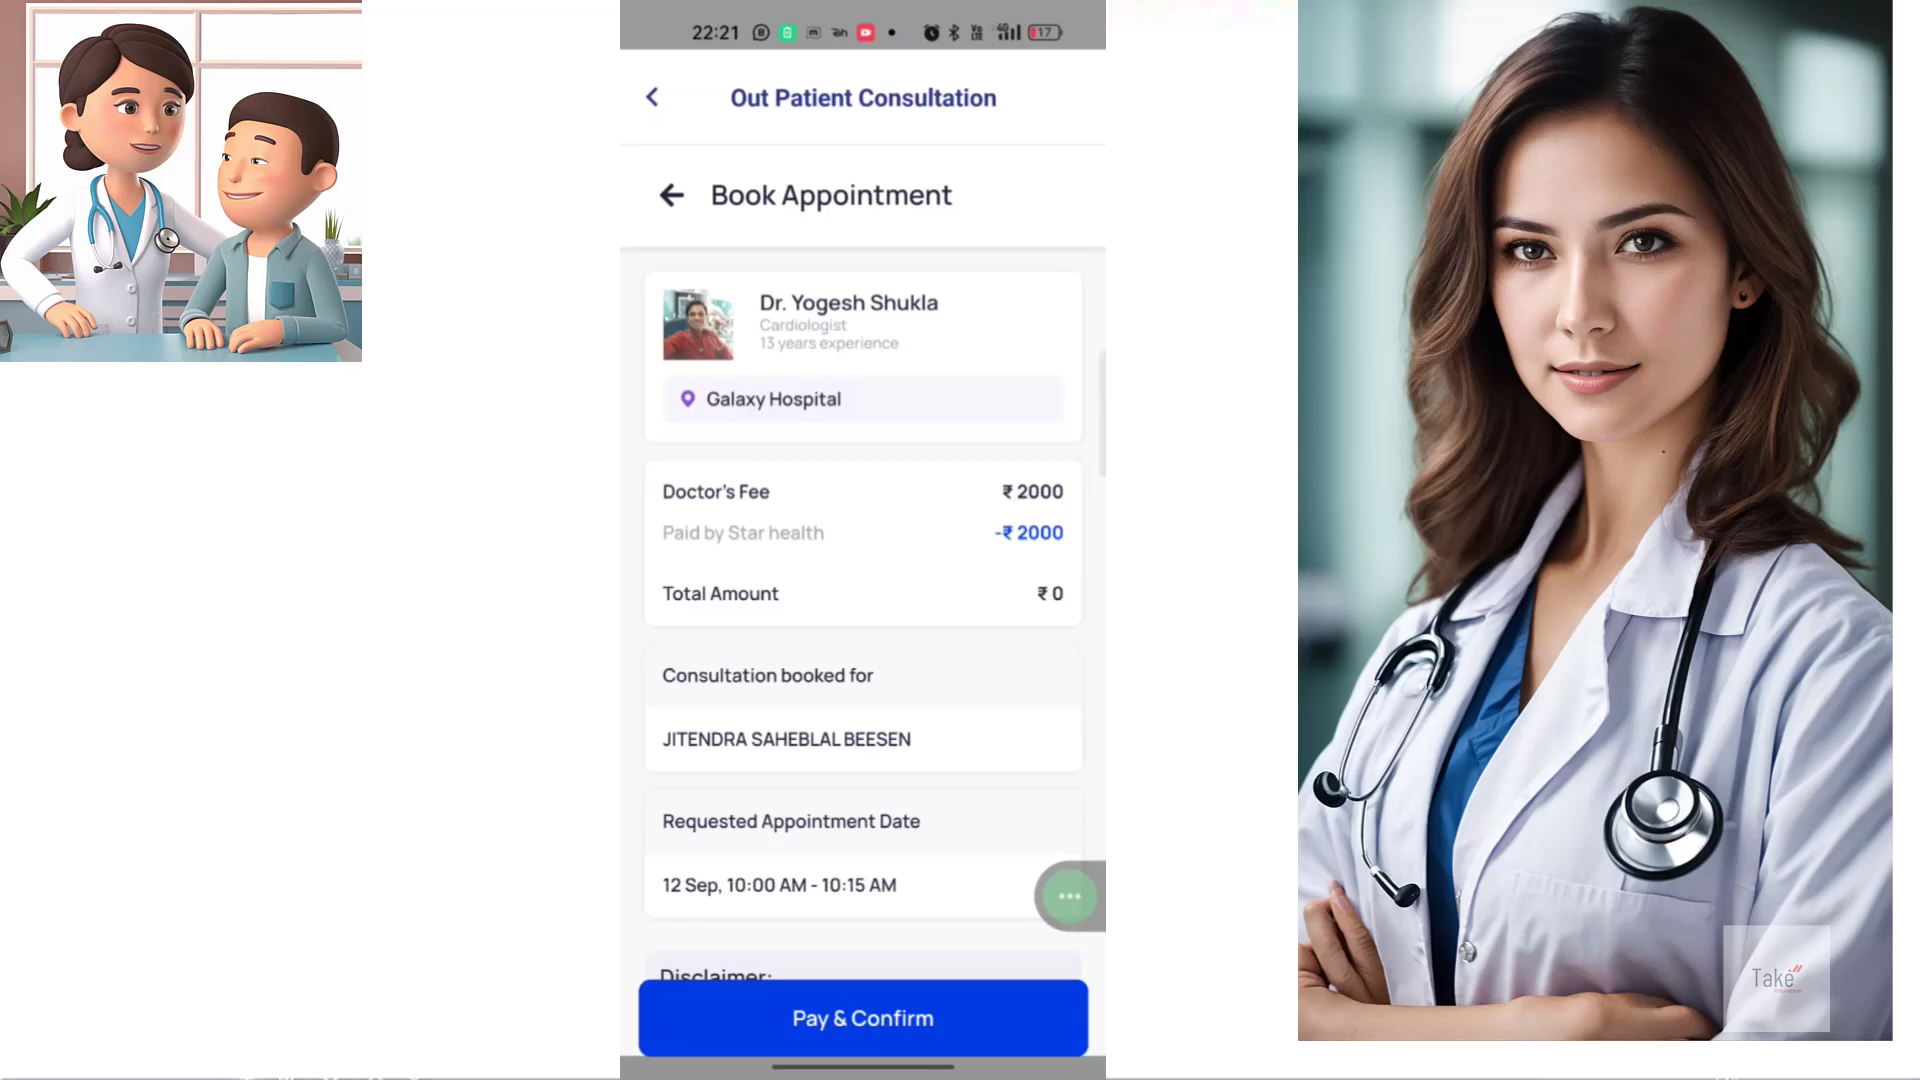 22:21
17
Out Patient Consultation
Book Appointment
Dr. Yogesh Shukla
Cardiologist
13 years experience
Galaxy Hospital
Doctor's Fee ₹ 2000
Paid by Star health -₹ 2000
Total Amount ₹ 0
Consultation booked for
JITENDRA SAHEBLAL BEESEN
Requested Appointment Date
12 Sep, 10:00 AM - 10:15 AM
Disclaimer:
Pay & Confirm
Take